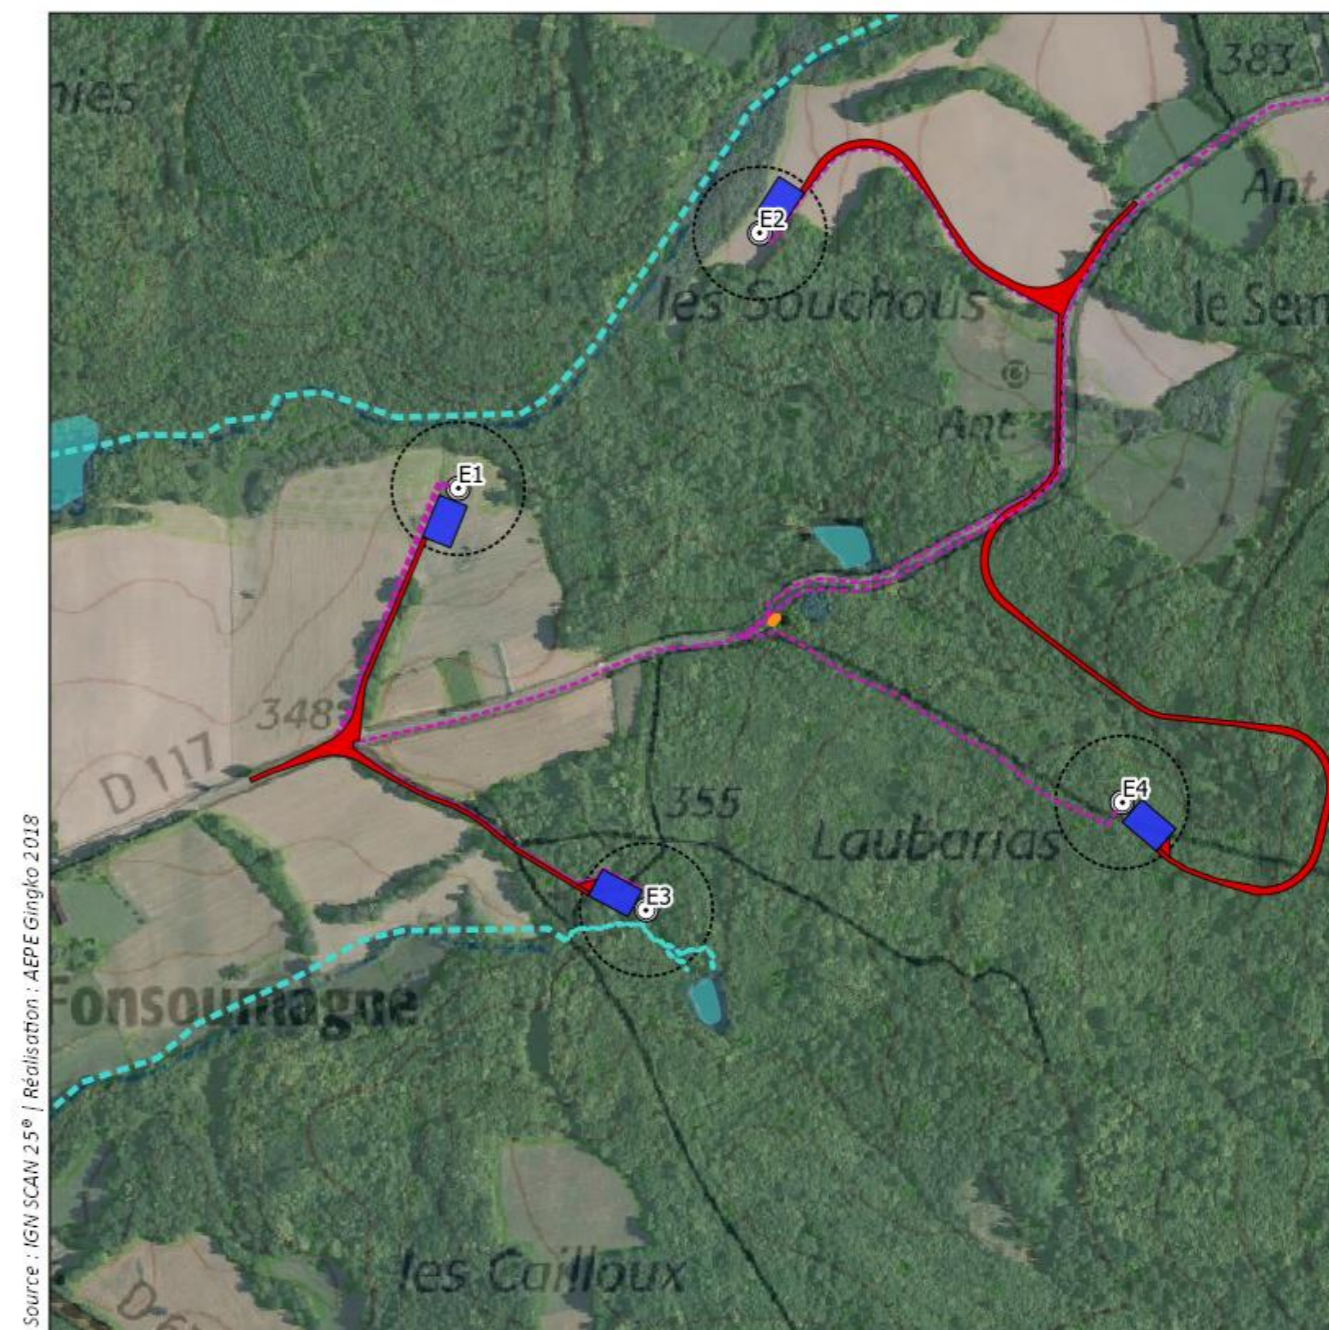 383
nies
Ant
E2
les Souchous
le Sem
Ant
E1
348
D 117
E4
355
Laubarias
E3
Fonsoumagne
les Cailloux
Source : IGN SCAN 25® | Réalisation : AEPE Gingko 2018